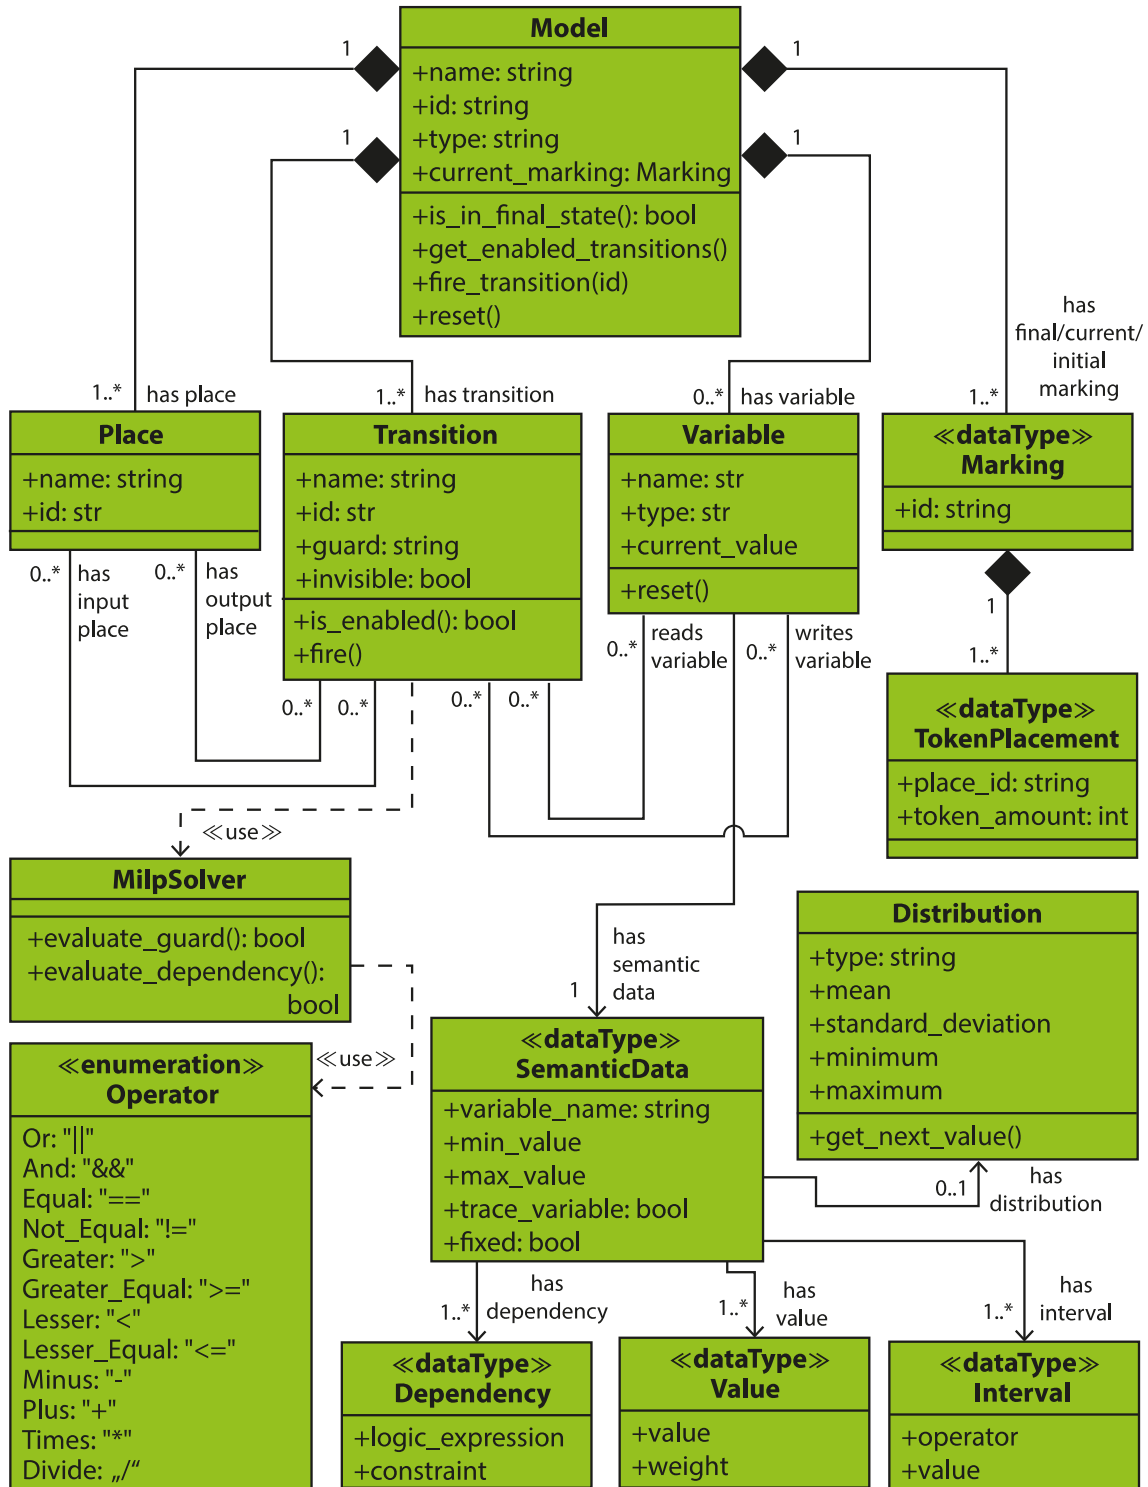 Model
+name: string
+id: string
+type: string
+current_marking: Marking
+is_in_final_state(): bool
+get_enabled_transitions()
+fire_transition(id)
+reset()
1
1
1
1
1..*
has place
1..*
has transition
0..*
has variable
has
final/current/
initial
marking
1..*
Place
+name: string
+id: str
Transition
+name: string
+id: str
+guard: string
+invisible: bool
+is_enabled(): bool
+fire()
Variable
+name: str
+type: str
+current_value
+reset()
≪dataType≫
Marking
+id: string
0..*
has
input
place
0..*
has
output
place
0..*
0..*
0..*
0..*
0..*
reads
variable
0..*
writes
variable
1
1..*
≪dataType≫
TokenPlacement
+place_id: string
+token_amount: int
≪use≫
MilpSolver
+evaluate_guard(): bool
+evaluate_dependency():
bool
≪use≫
has
semantic
data
1
Distribution
+type: string
+mean
+standard_deviation
+minimum
+maximum
+get_next_value()
≪enumeration≫
Operator
Or: "||"
And: "&&"
Equal: "=="
Not_Equal: "!="
Greater: ">"
Greater_Equal: ">="
Lesser: "<"
Lesser_Equal: "<="
Minus: "-"
Plus: "+"
Times: "*"
Divide: „/“
≪dataType≫
SemanticData
+variable_name: string
+min_value
+max_value
+trace_variable: bool
+fixed: bool
0..1
has
distribution
1..*
has
dependency
1..*
has
value
1..*
has
interval
≪dataType≫
Dependency
+logic_expression
+constraint
≪dataType≫
Value
+value
+weight
≪dataType≫
Interval
+operator
+value